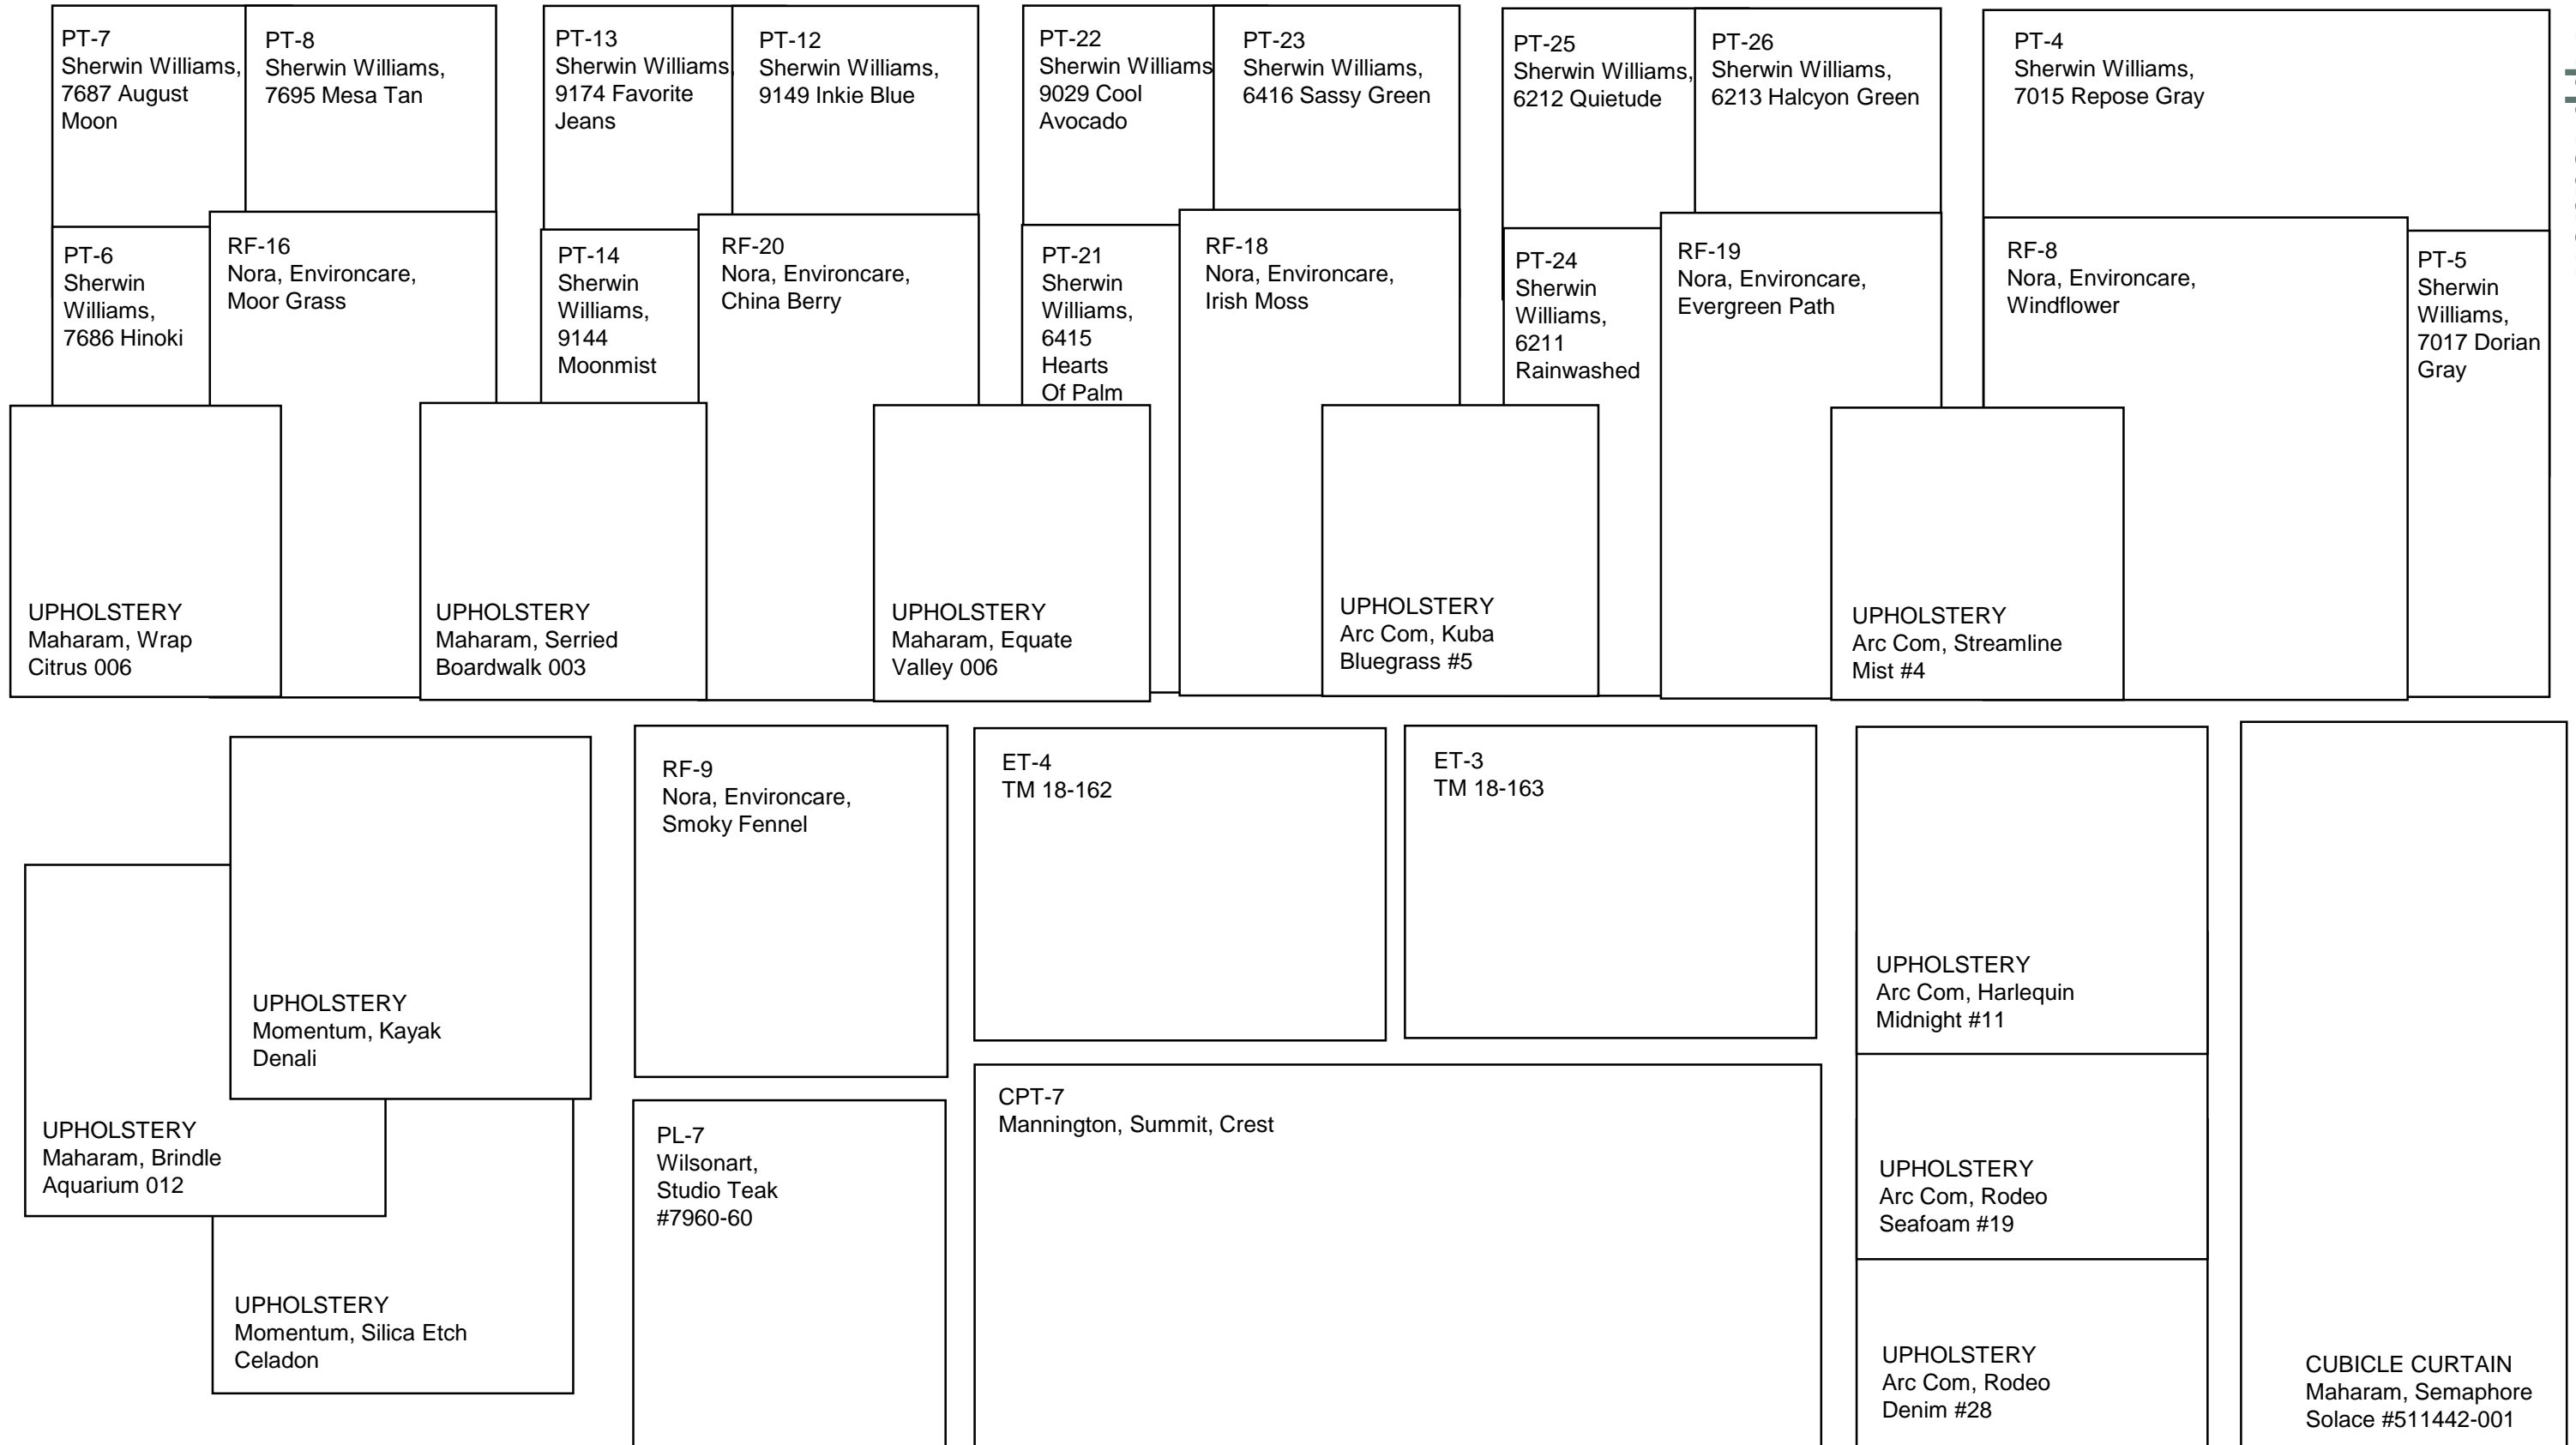 PT-7
Sherwin Williams,
7687 August
Moon
PT-8
Sherwin Williams,
7695 Mesa Tan
PT-13
Sherwin Williams,
9174 Favorite
Jeans
PT-12
Sherwin Williams,
9149 Inkie Blue
PT-22
Sherwin Williams
9029 Cool
Avocado
PT-23
Sherwin Williams,
6416 Sassy Green
PT-25
Sherwin Williams,
6212 Quietude
PT-26
Sherwin Williams,
6213 Halcyon Green
PT-4
Sherwin Williams,
7015 Repose Gray
PT-6
Sherwin
Williams,
7686 Hinoki
RF-16
Nora, Environcare,
Moor Grass
PT-14
Sherwin
Williams,
9144
Moonmist
RF-20
Nora, Environcare,
China Berry
PT-21
Sherwin
Williams,
6415
Hearts
Of Palm
RF-18
Nora, Environcare,
Irish Moss
PT-24
Sherwin
Williams,
6211
Rainwashed
RF-19
Nora, Environcare,
Evergreen Path
RF-8
Nora, Environcare,
Windflower
PT-5
Sherwin
Williams,
7017 Dorian
Gray
UPHOLSTERY
Maharam, Wrap
Citrus 006
UPHOLSTERY
Maharam, Serried
Boardwalk 003
UPHOLSTERY
Maharam, Equate
Valley 006
UPHOLSTERY
Arc Com, Kuba
Bluegrass #5
UPHOLSTERY
Arc Com, Streamline
Mist #4
UPHOLSTERY
Momentum, Kayak
Denali
UPHOLSTERY
Maharam, Brindle
Aquarium 012
UPHOLSTERY
Momentum, Silica Etch
Celadon
RF-9
Nora, Environcare,
Smoky Fennel
PL-7
Wilsonart,
Studio Teak
#7960-60
ET-4
TM 18-162
ET-3
TM 18-163
CPT-7
Mannington, Summit, Crest
UPHOLSTERY
Arc Com, Harlequin
Midnight #11
UPHOLSTERY
Arc Com, Rodeo
Seafoam #19
UPHOLSTERY
Arc Com, Rodeo
Denim #28
CUBICLE CURTAIN
Maharam, Semaphore
Solace #511442-001